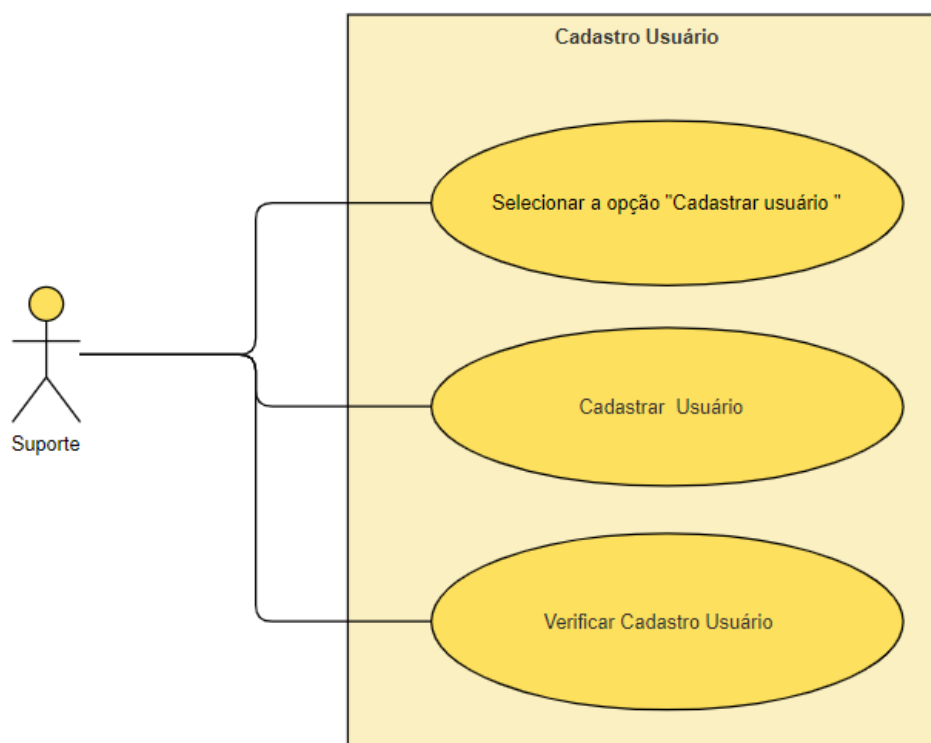 Cadastro Usuário
Selecionar a opção "Cadastrar usuário "
Cadastrar  Usuário
Suporte
Verificar Cadastro Usuário